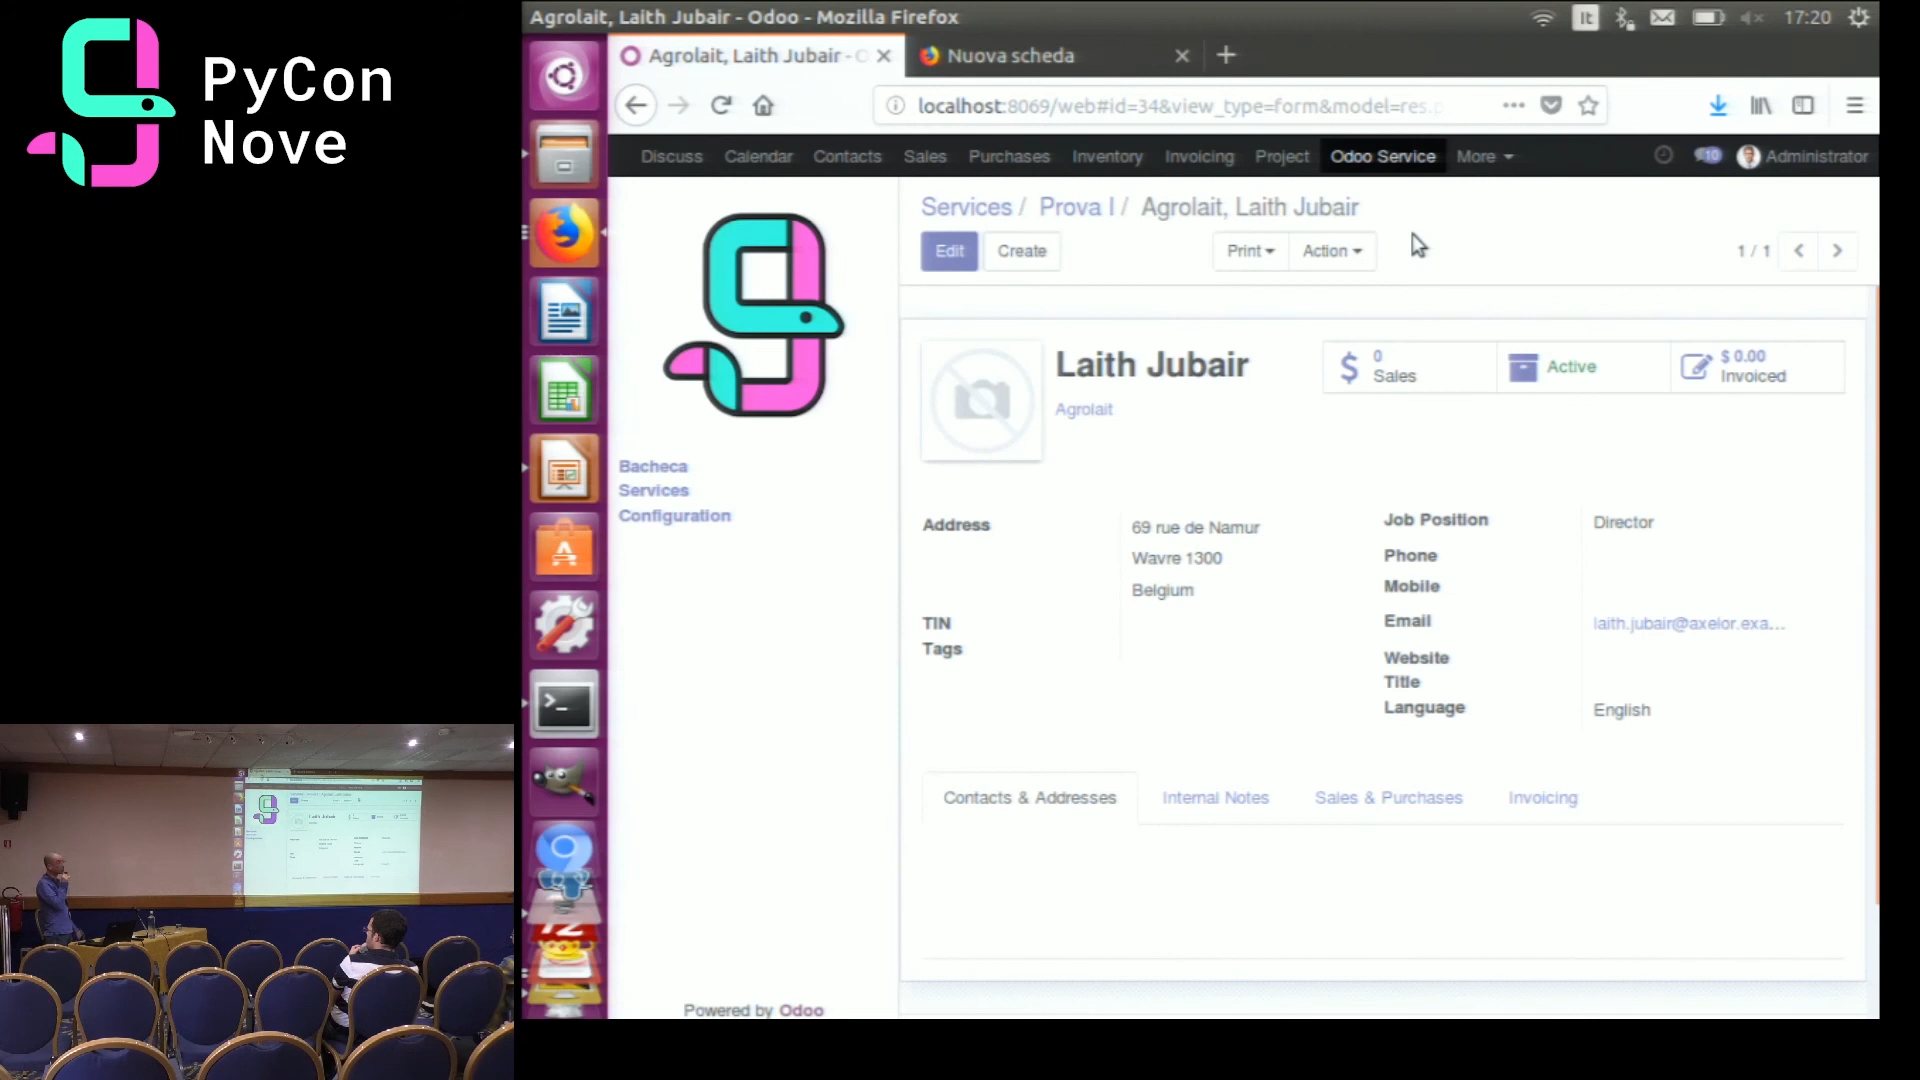 PyCon
Nove
Agrolait, Laith Jubair - Odoo - Mozilla Firefox
It
17:20
Agrolait, Laith Jubair - O
Nuova scheda
localhost:8069/web#id=34&view_type=form&model=res.p
Discuss
Calendar
Contacts
Sales
Purchases
Inventory
Invoicing
Project
Odoo Service
More
10
Administrator
Services / Prova I / Agrolait, Laith Jubair
Edit
Create
Print
Action
1 / 1
Laith Jubair
Agrolait
0
Sales
Active
$ 0.00
Invoiced
Bacheca
Services
Configuration
Address
69 rue de Namur
Wavre 1300
Belgium
TIN
Tags
Job Position
Director
Phone
Mobile
Email
laith.jubair@axelor.exa...
Website
Title
Language
English
Contacts & Addresses
Internal Notes
Sales & Purchases
Invoicing
Powered by Odoo